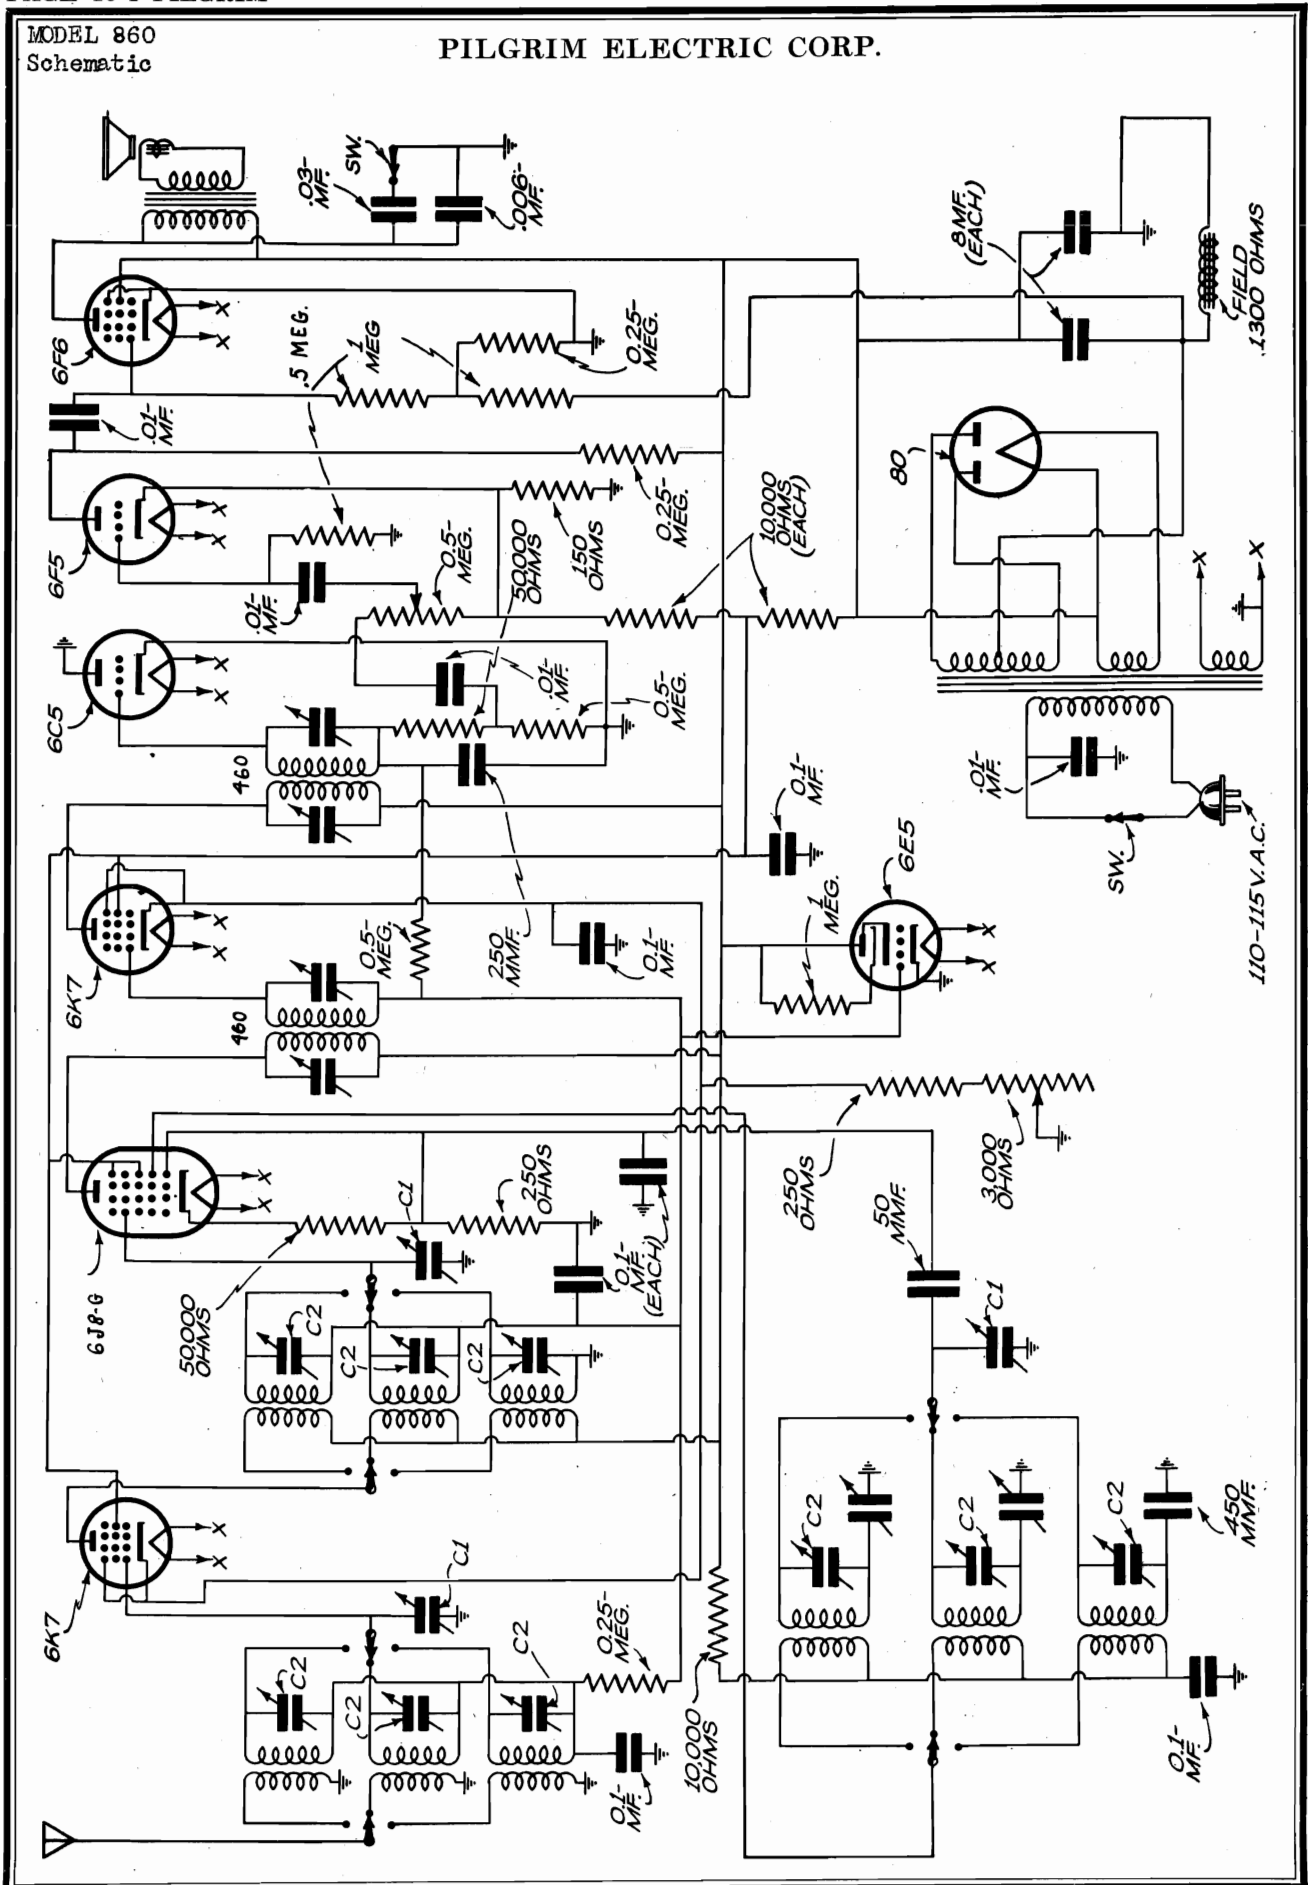 MODEL 860
Schematic
PILGRIM ELECTRIC CORP.
.03-
MF.
SW.
.006-
MF.
6F6
.5 MEG.
1
MEG
0.25-
MEG.
8 MF.
(EACH)
FIELD
1300 OHMS
.01-
MF.
6F5
.01-
MF.
0.5-
MEG.
50,000
OHMS
150
OHMS
0.25-
MEG.
10,000
OHMS
(EACH)
80
X
X
X
X
X
X
6C5
X
X
460
.01-
MF.
0.5-
MEG.
X
X
.01-
MF.
SW.
110-115 V. A.C.
6K7
X
X
0.5-
MEG.
250
MMF.
0.1-
MF.
0.1-
MF.
6E5
1
MEG.
X
X
460
6J8-G
X
X
50,000
OHMS
C1
250
OHMS
0.1-
MF.
(EACH)
250
OHMS
3,000
OHMS
50
MMF.
C1
C2
C2
C2
6K7
X
X
C1
C2
C2
C2
0.25-
MEG.
0.1-
MF.
10,000
OHMS
C2
C2
C2
450
MMF.
0.1-
MF.